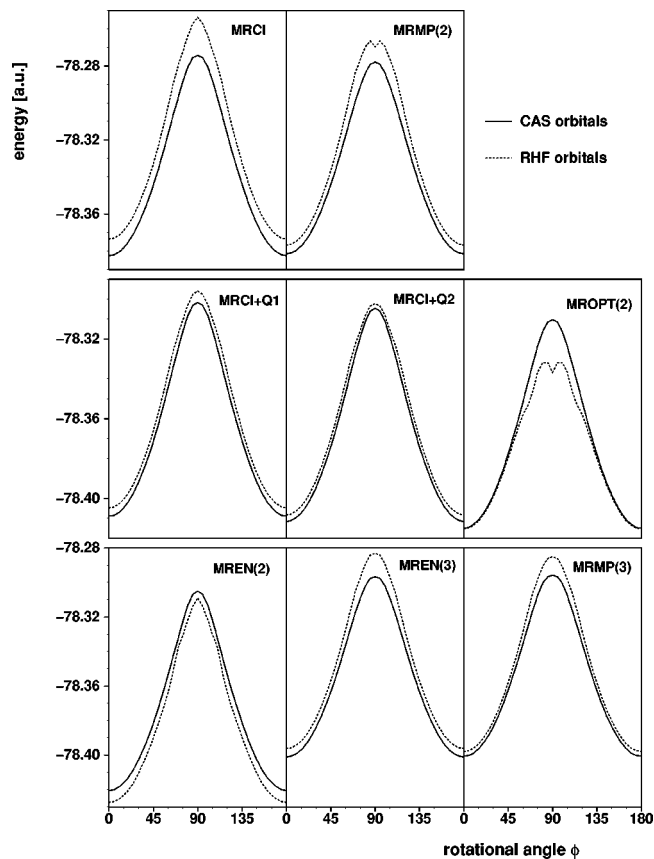 energy [a.u.]
MRCI
MRMP(2)
−78.28
−78.32
−78.36
CAS orbitals
RHF orbitals
MRCI+Q1
MRCI+Q2
MROPT(2)
−78.32
−78.36
−78.40
−78.28
−78.32
−78.36
−78.40
MREN(2)
MREN(3)
MRMP(3)
0 45 90 135 0 45 90 135 0 45 90 135 180
rotational angle ϕ